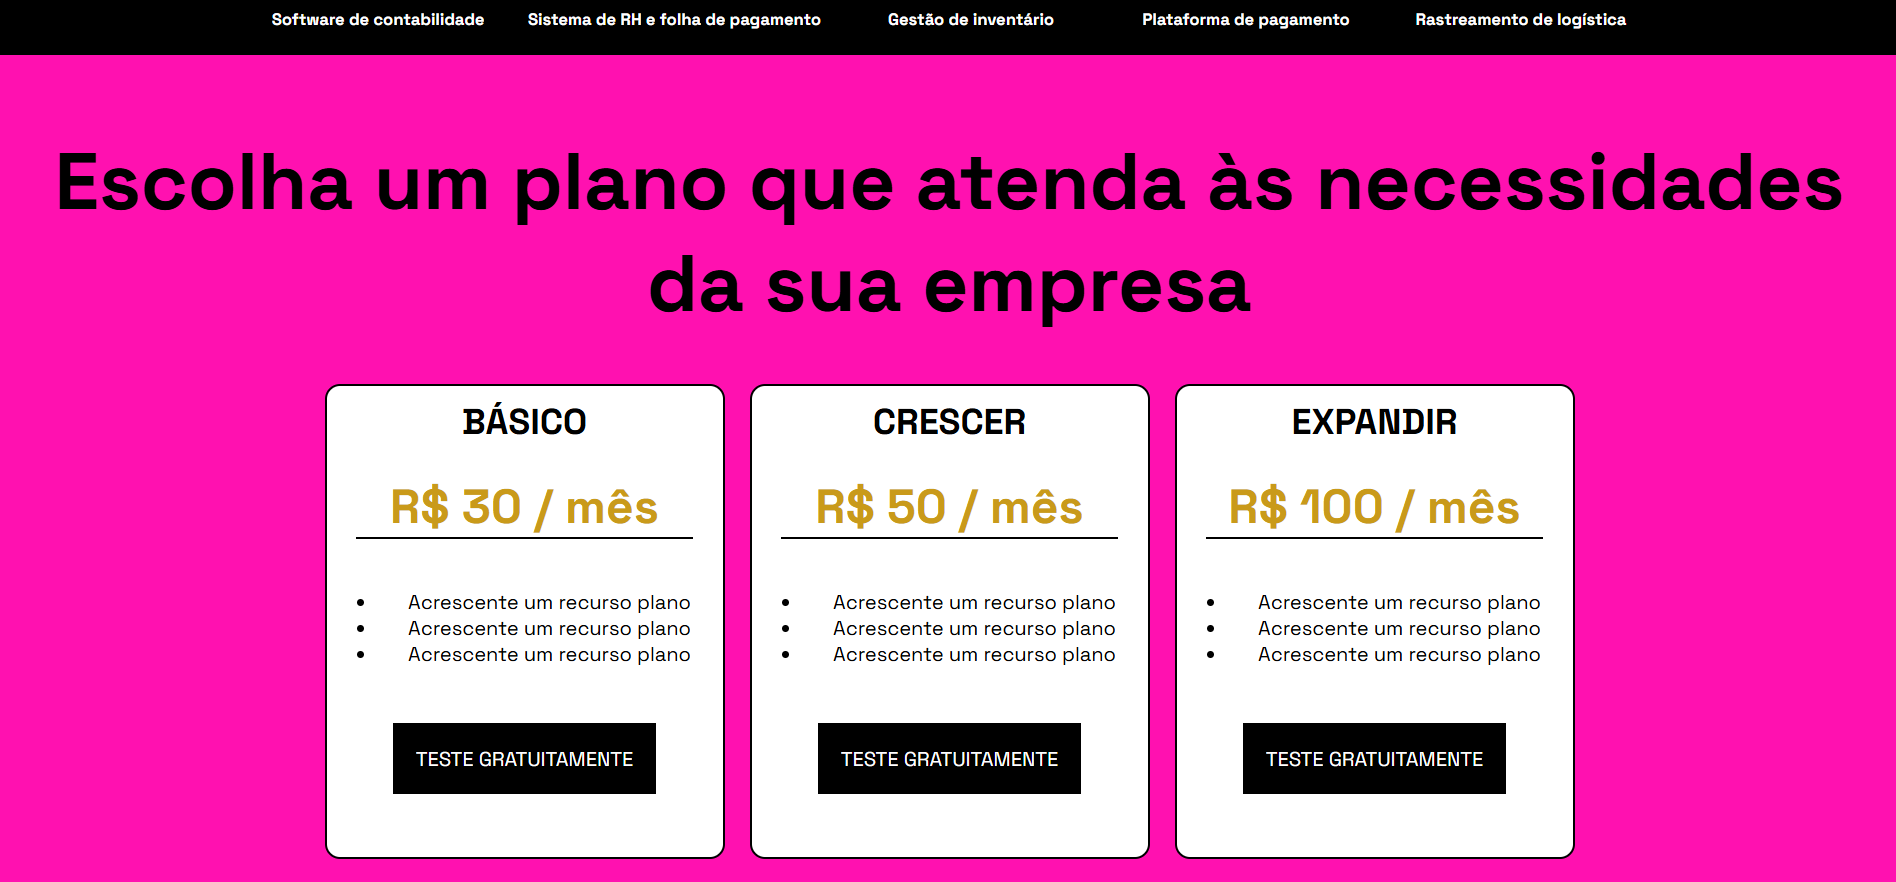 Software de contabilidade
Sistema de RH e folha de pagamento
Gestão de inventário
Plataforma de pagamento
Rastreamento de logística
Escolha um plano que atenda às necessidades
da sua empresa
BÁSICO
R$ 30 / mês
• Acrescente um recurso plano
• Acrescente um recurso plano
• Acrescente um recurso plano
TESTE GRATUITAMENTE
CRESCER
R$ 50 / mês
• Acrescente um recurso plano
• Acrescente um recurso plano
• Acrescente um recurso plano
TESTE GRATUITAMENTE
EXPANDIR
R$ 100 / mês
• Acrescente um recurso plano
• Acrescente um recurso plano
• Acrescente um recurso plano
TESTE GRATUITAMENTE